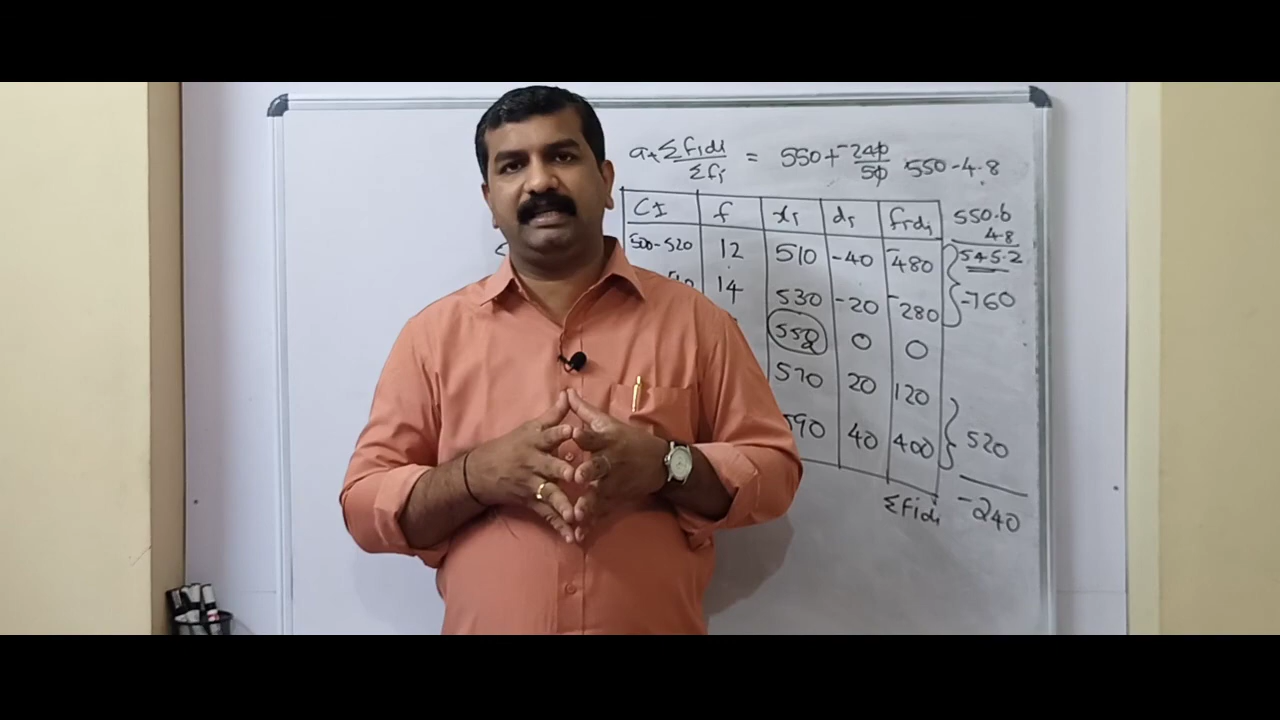 a+ Σfidi/Σfi = 550+ -240/50 550-4.8
CI f xi di fidi 550.0
4.8
500-520 12 510 -40 -480 545.2
14 530 -20 -280 -760
550 0 0
570 20 120
590 40 400 520
Σfidi -240